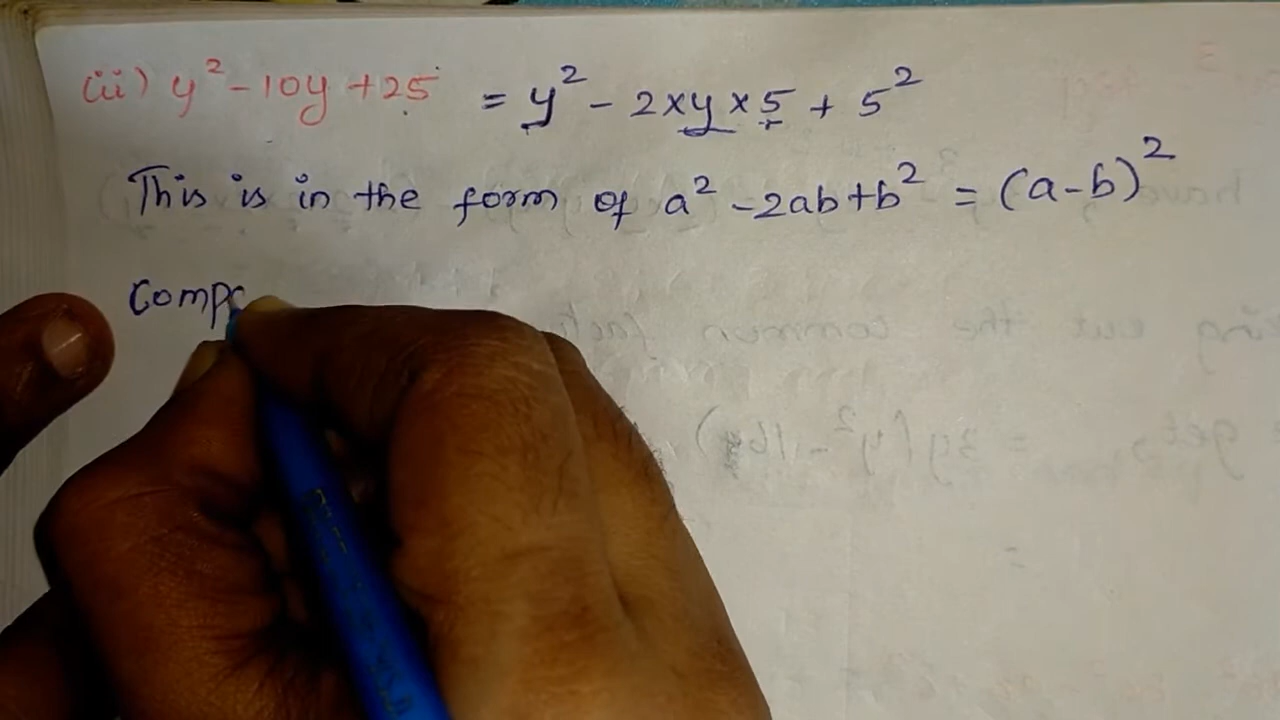 (ii) y² - 10y + 25 = y² - 2×y×5 + 5²
This is in the form of a² - 2ab + b² = (a - b)²
Comp